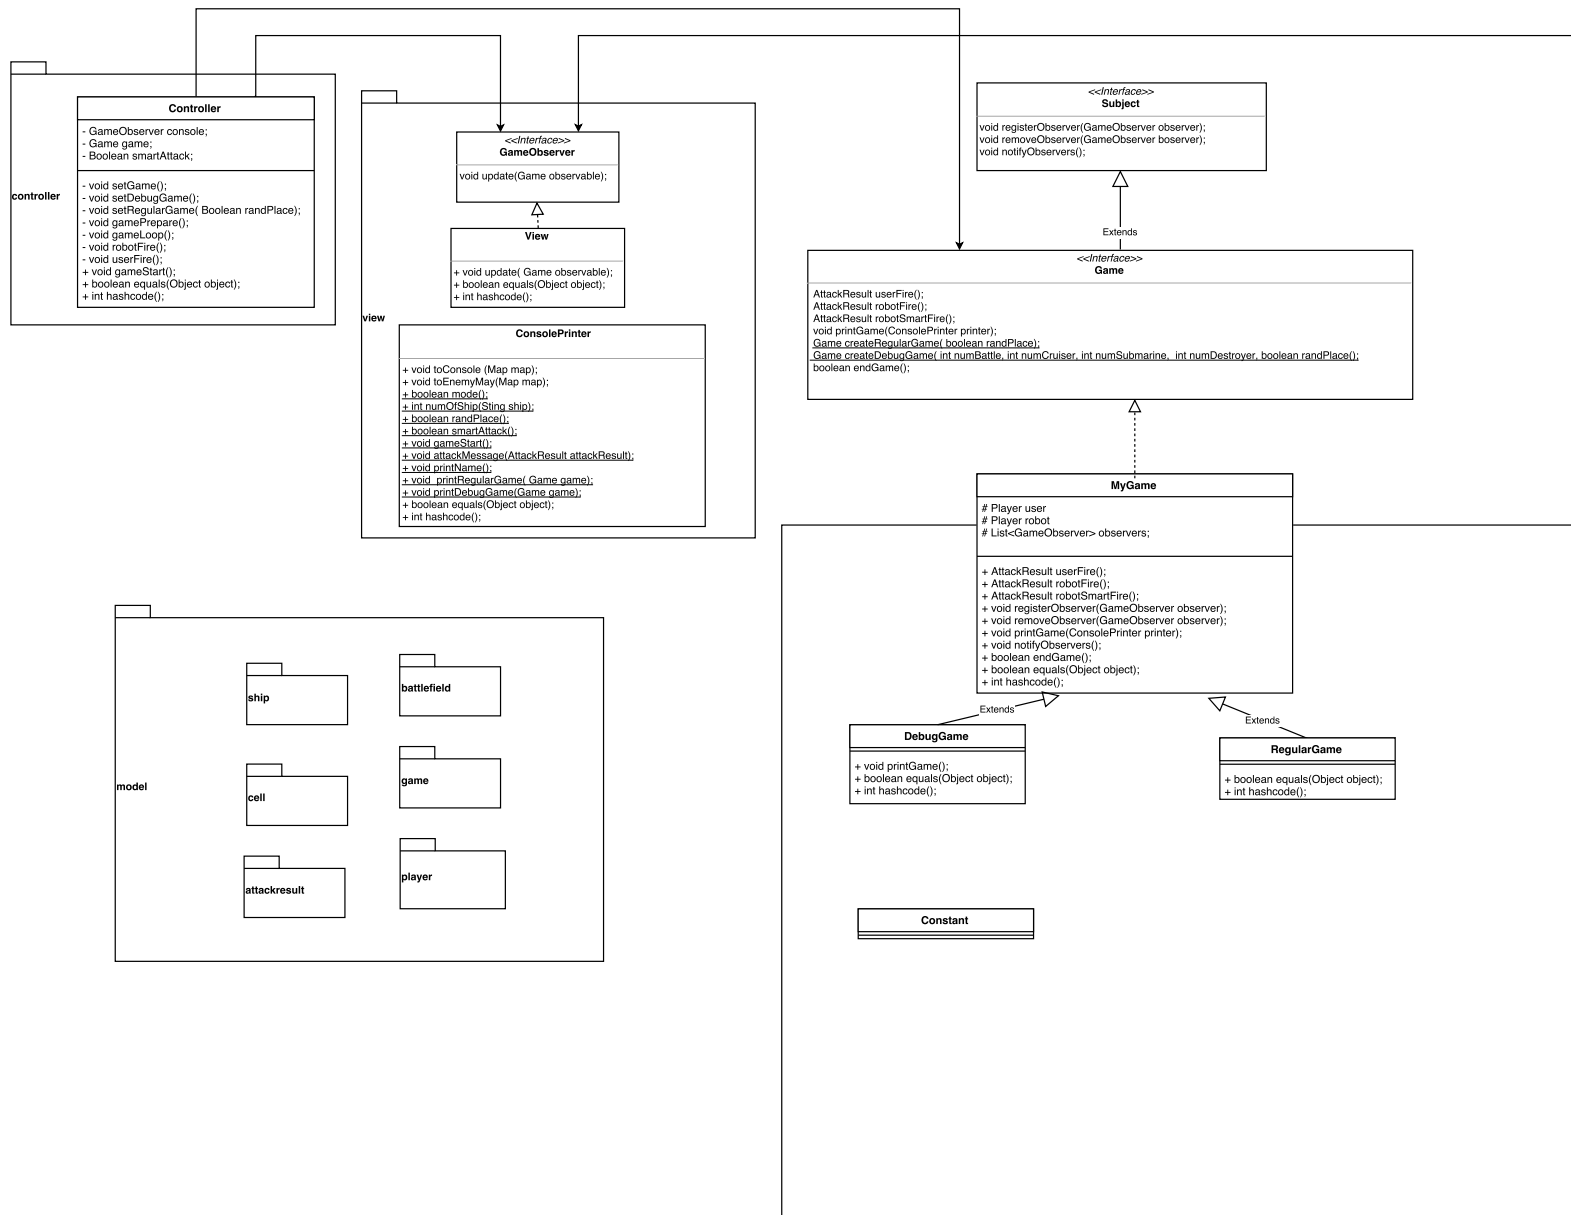 controller
Controller
- GameObserver console;
- Game game;
- Boolean smartAttack;
- void setGame();
- void setDebugGame();
- void setRegularGame( Boolean randPlace);
- void gamePrepare();
- void gameLoop();
- void robotFire();
- void userFire();
+ void gameStart();
+ boolean equals(Object object);
+ int hashcode();
view
<<Interface>>
GameObserver
void update(Game observable);
View
+ void update( Game observable);
+ boolean equals(Object object);
+ int hashcode();
ConsolePrinter
+ void toConsole (Map map);
+ void toEnemyMay(Map map);
+ boolean mode();
+ int numOfShip(Sting ship);
+ boolean randPlace();
+ boolean smartAttack();
+ void gameStart();
+ void attackMessage(AttackResult attackResult);
+ void printName();
+ void  printRegularGame( Game game);
+ void printDebugGame(Game game);
+ boolean equals(Object object);
+ int hashcode();
<<Interface>>
Subject
void registerObserver(GameObserver observer);
void removeObserver(GameObserver boserver);
void notifyObservers();
Extends
<<Interface>>
Game
AttackResult userFire();
AttackResult robotFire();
AttackResult robotSmartFire();
void printGame(ConsolePrinter printer);
Game createRegularGame( boolean randPlace);
Game createDebugGame( int numBattle, int numCruiser, int numSubmarine,  int numDestroyer, boolean randPlace();
boolean endGame();
MyGame
# Player user
# Player robot
# List<GameObserver> observers;
+ AttackResult userFire();
+ AttackResult robotFire();
+ AttackResult robotSmartFire();
+ void registerObserver(GameObserver observer);
+ void removeObserver(GameObserver observer);
+ void printGame(ConsolePrinter printer);
+ void notifyObservers();
+ boolean endGame();
+ boolean equals(Object object);
+ int hashcode();
Extends
Extends
DebugGame
+ void printGame();
+ boolean equals(Object object);
+ int hashcode();
RegularGame
+ boolean equals(Object object);
+ int hashcode();
Constant
model
ship
battlefield
cell
game
attackresult
player